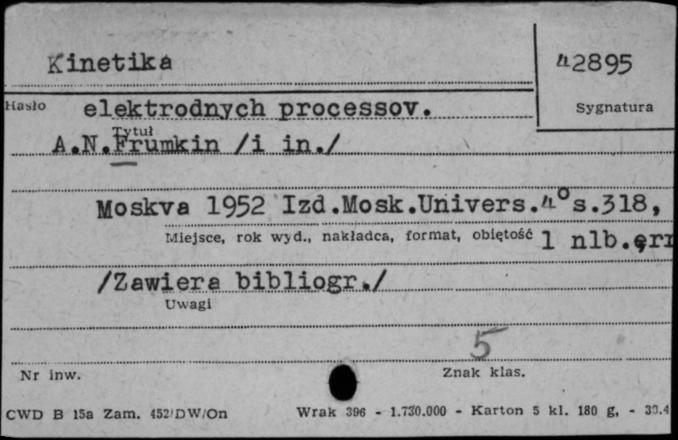 Kinetika
42895
Hasło elektrodnych processov.
Sygnatura
Tytuł
A.N.Frumkin /i in./
Moskva 1952 Izd.Mosk.Univers.4° s.318,
Miejsce, rok wyd., nakładca, format, objętość 1 nlb.
/Zawiera bibliogr./
Uwagi
5
Nr inw.
Znak klas.
CWD B 15a Zam. 452/DW/On Wrak 396 - 1.730.000 - Karton 5 kl. 180 g, -